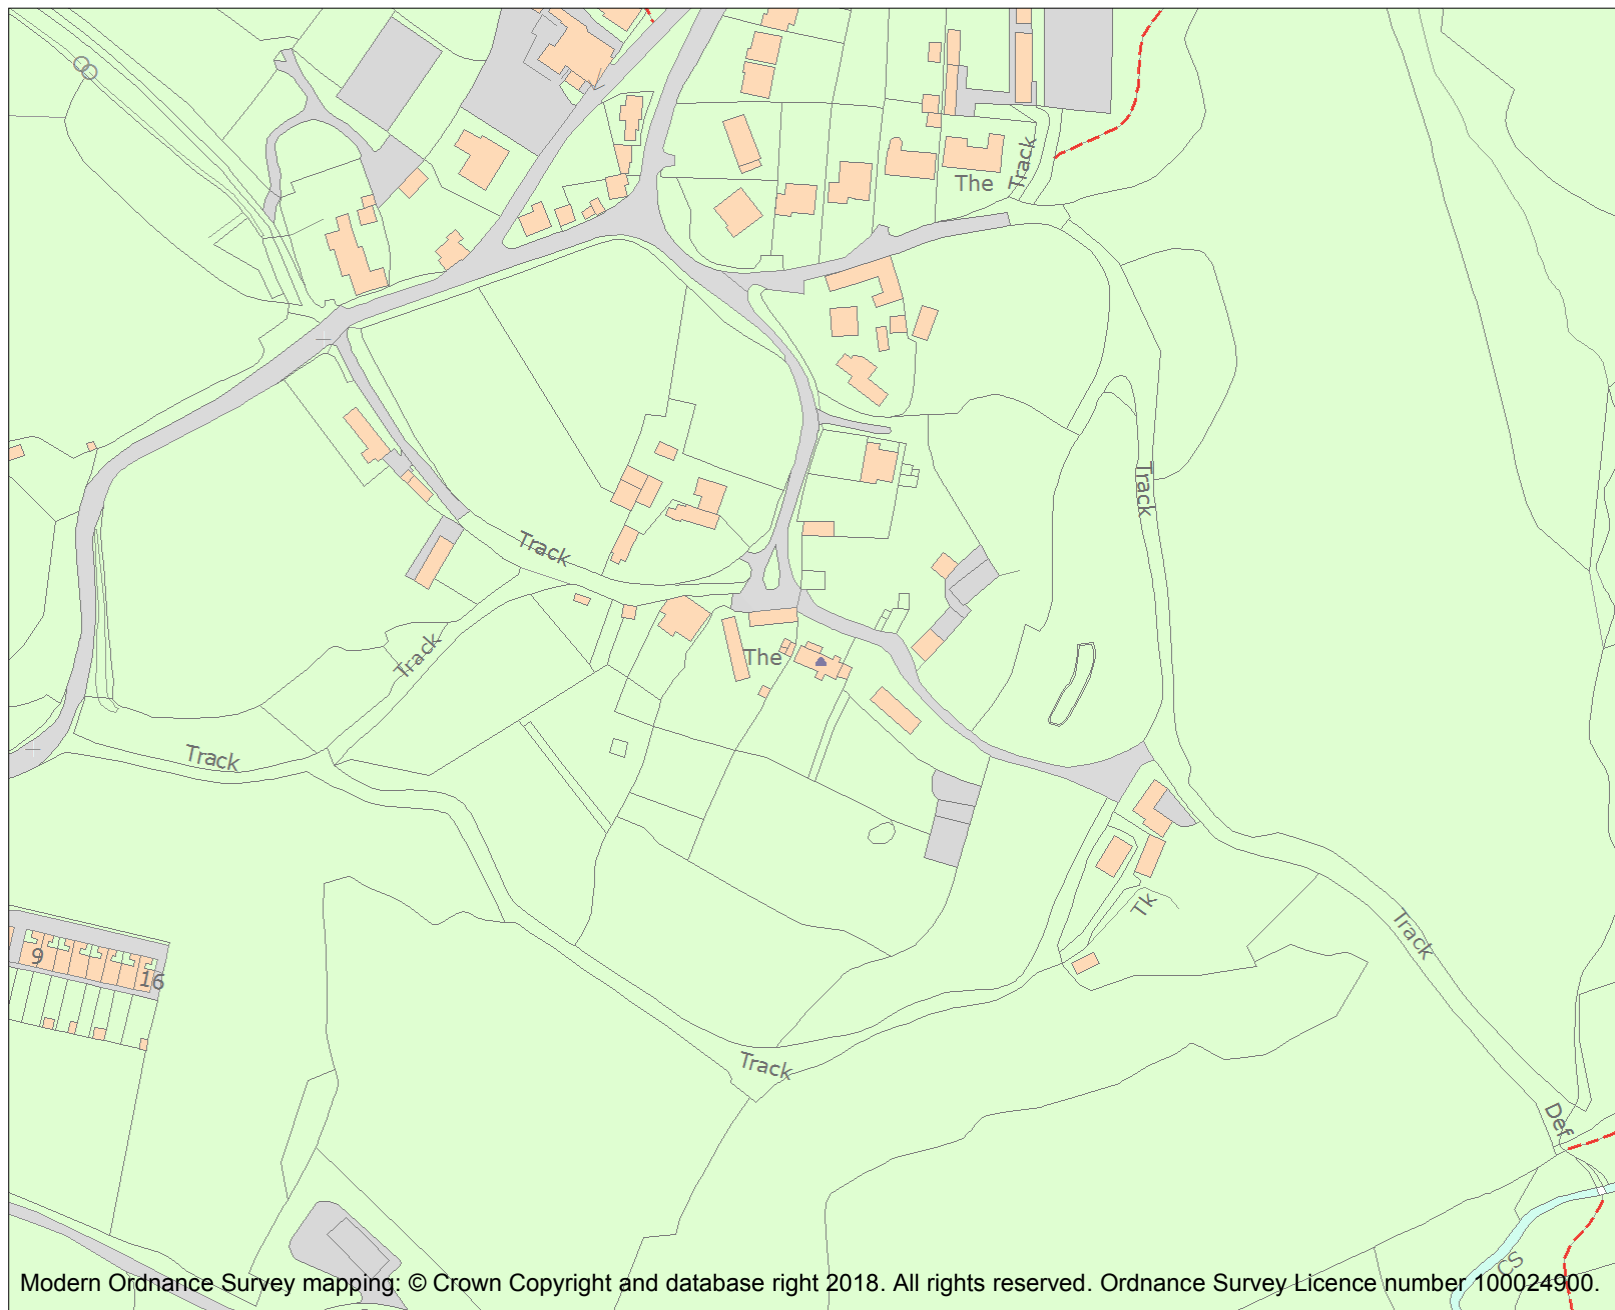 Track
The
Track
Track
The
Track
Track
Tk
Track
9
16
Track
Def
CS
Modern Ordnance Survey mapping: © Crown Copyright and database right 2018. All rights reserved. Ordnance Survey Licence number 100024900.